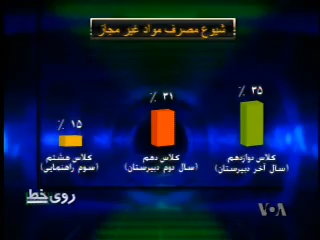 شیوع مصرف مواد غیر مجاز
٪ ۳۵
٪ ۳۱
٪ ۱۵
کلاس دوازدهم
(سال آخر دبیرستان)
کلاس دهم
(سال دوم دبیرستان)
کلاس هشتم
(سوم راهنمایی)
روی خط
VOA